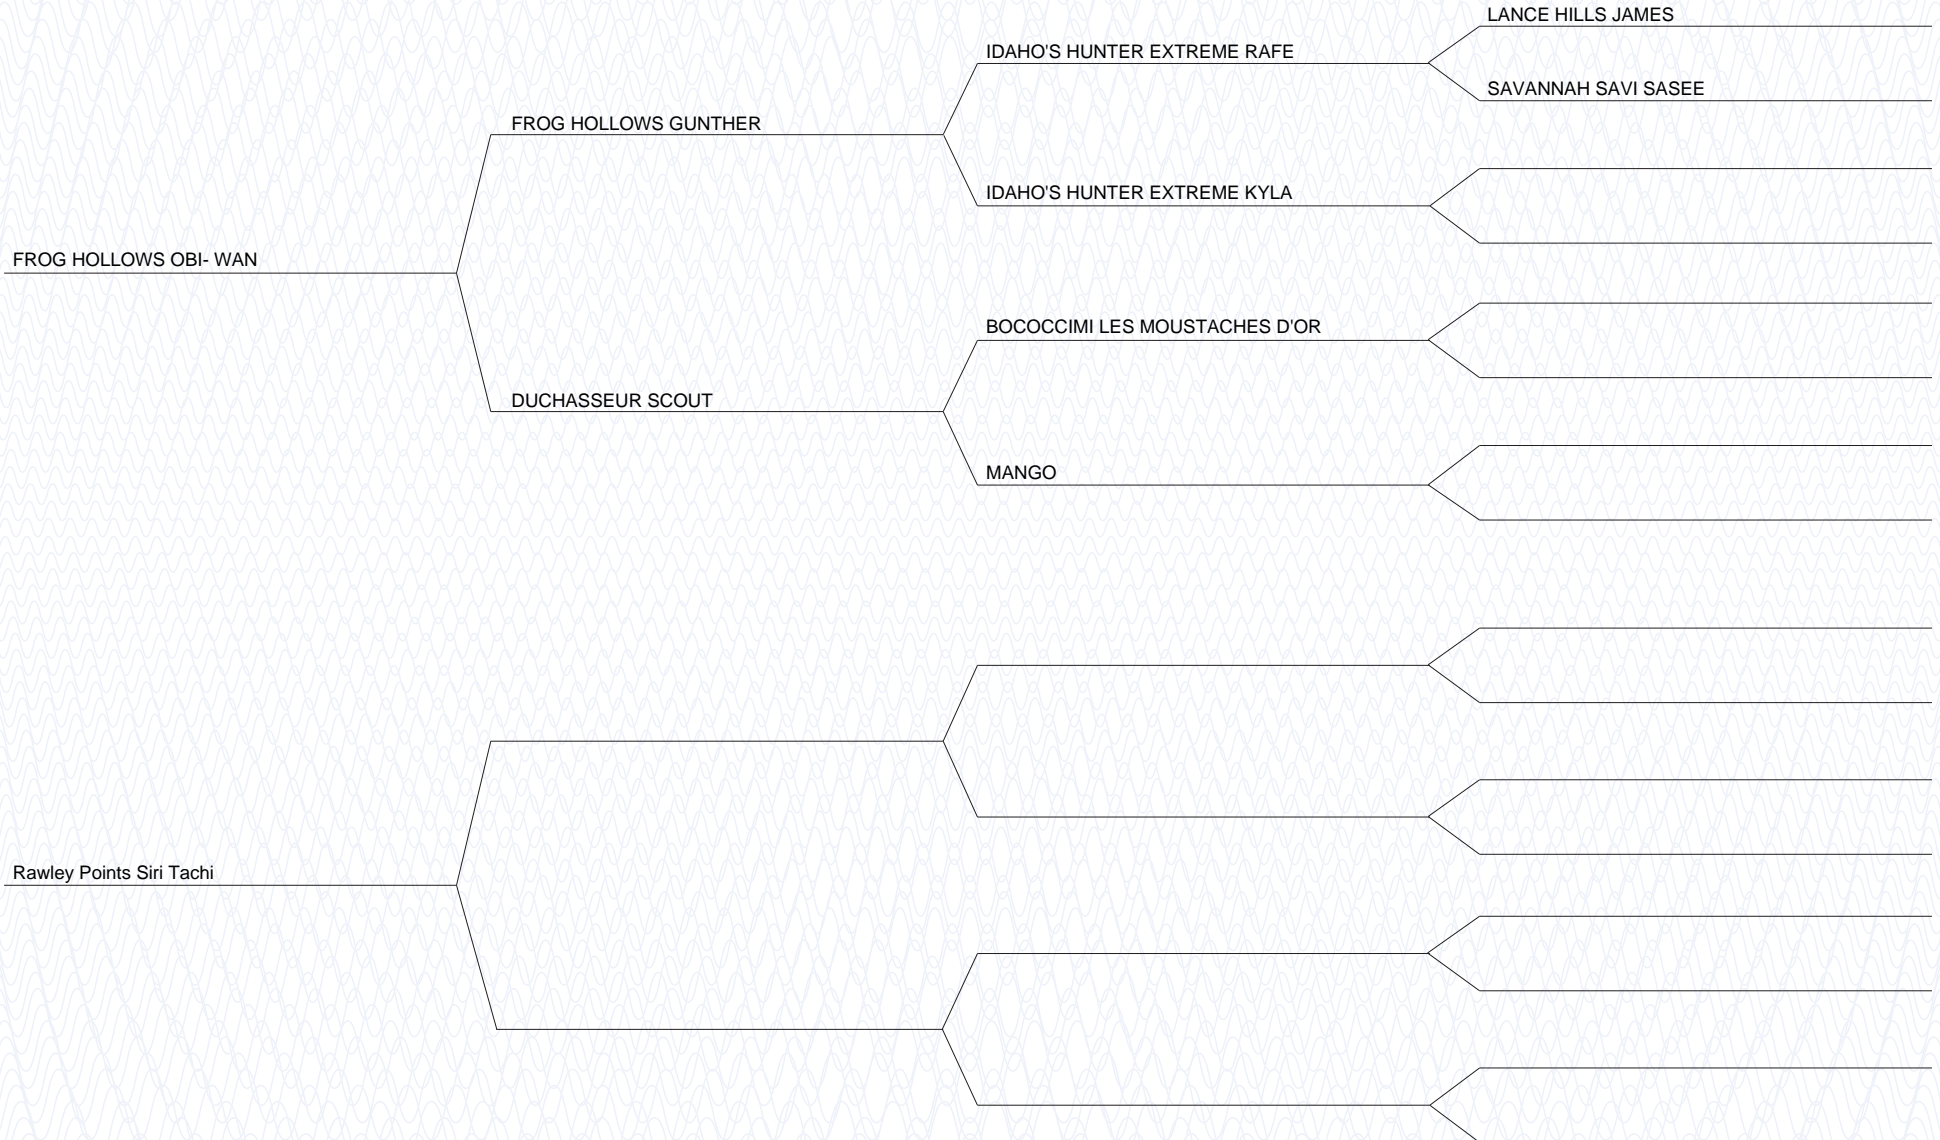 LANCE HILLS JAMES
IDAHO'S HUNTER EXTREME RAFE
SAVANNAH SAVI SASEE
FROG HOLLOWS GUNTHER
IDAHO'S HUNTER EXTREME KYLA
FROG HOLLOWS OBI- WAN
BOCOCCIMI LES MOUSTACHES D'OR
DUCHASSEUR SCOUT
MANGO
Rawley Points Siri Tachi